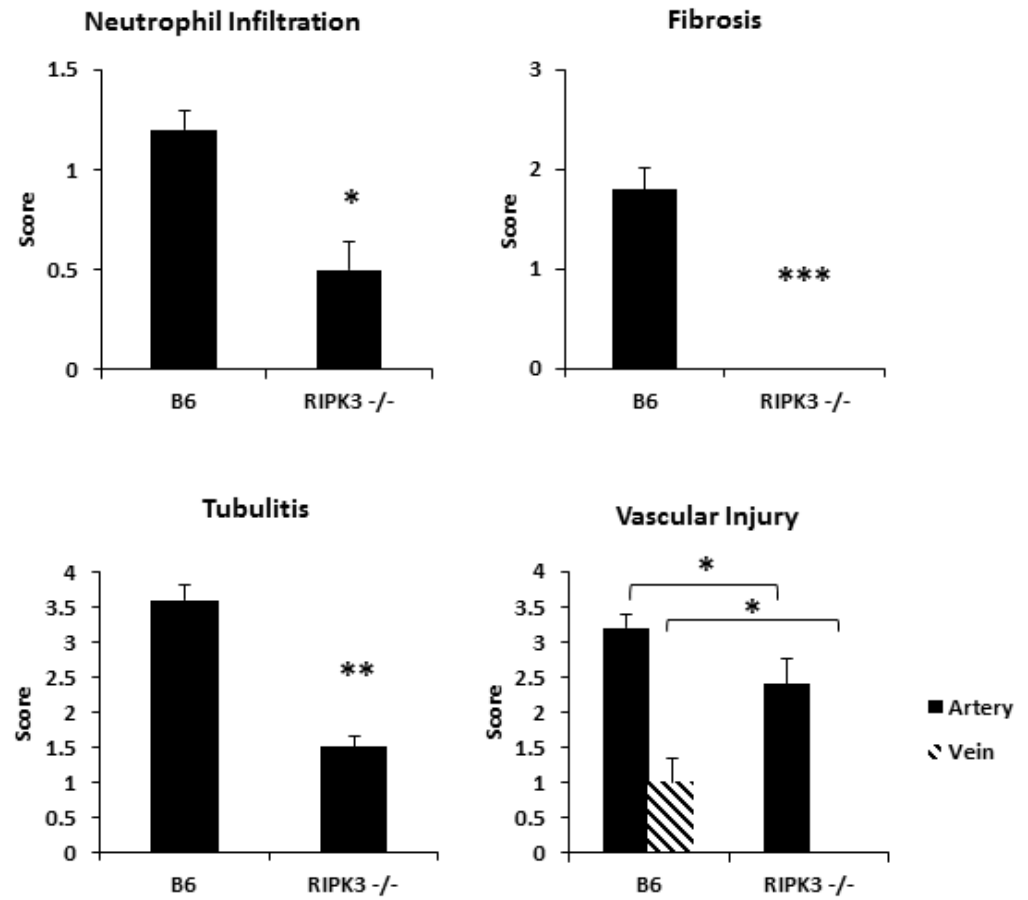 Neutrophil Infiltration
1.5
1
0.5
0
Score
*
B6
RIPK3 -/-
Fibrosis
3
2
1
0
Score
***
B6
RIPK3 -/-
Tubulitis
4
3.5
3
2.5
2
1.5
1
0.5
0
Score
**
B6
RIPK3 -/-
Vascular Injury
4
3.5
3
2.5
2
1.5
1
0.5
0
Score
*
*
B6
RIPK3 -/-
Artery
Vein